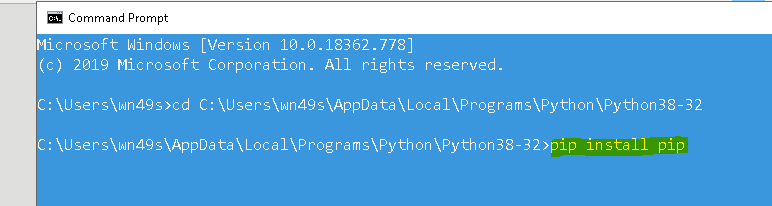 Command Prompt
Microsoft Windows [Version 10.0.18362.778]
(c) 2019 Microsoft Corporation. All rights reserved.
C:\Users\wn49s>cd C:\Users\wn49s\AppData\Local\Programs\Python\Python38-32
C:\Users\wn49s\AppData\Local\Programs\Python\Python38-32>pip install pip